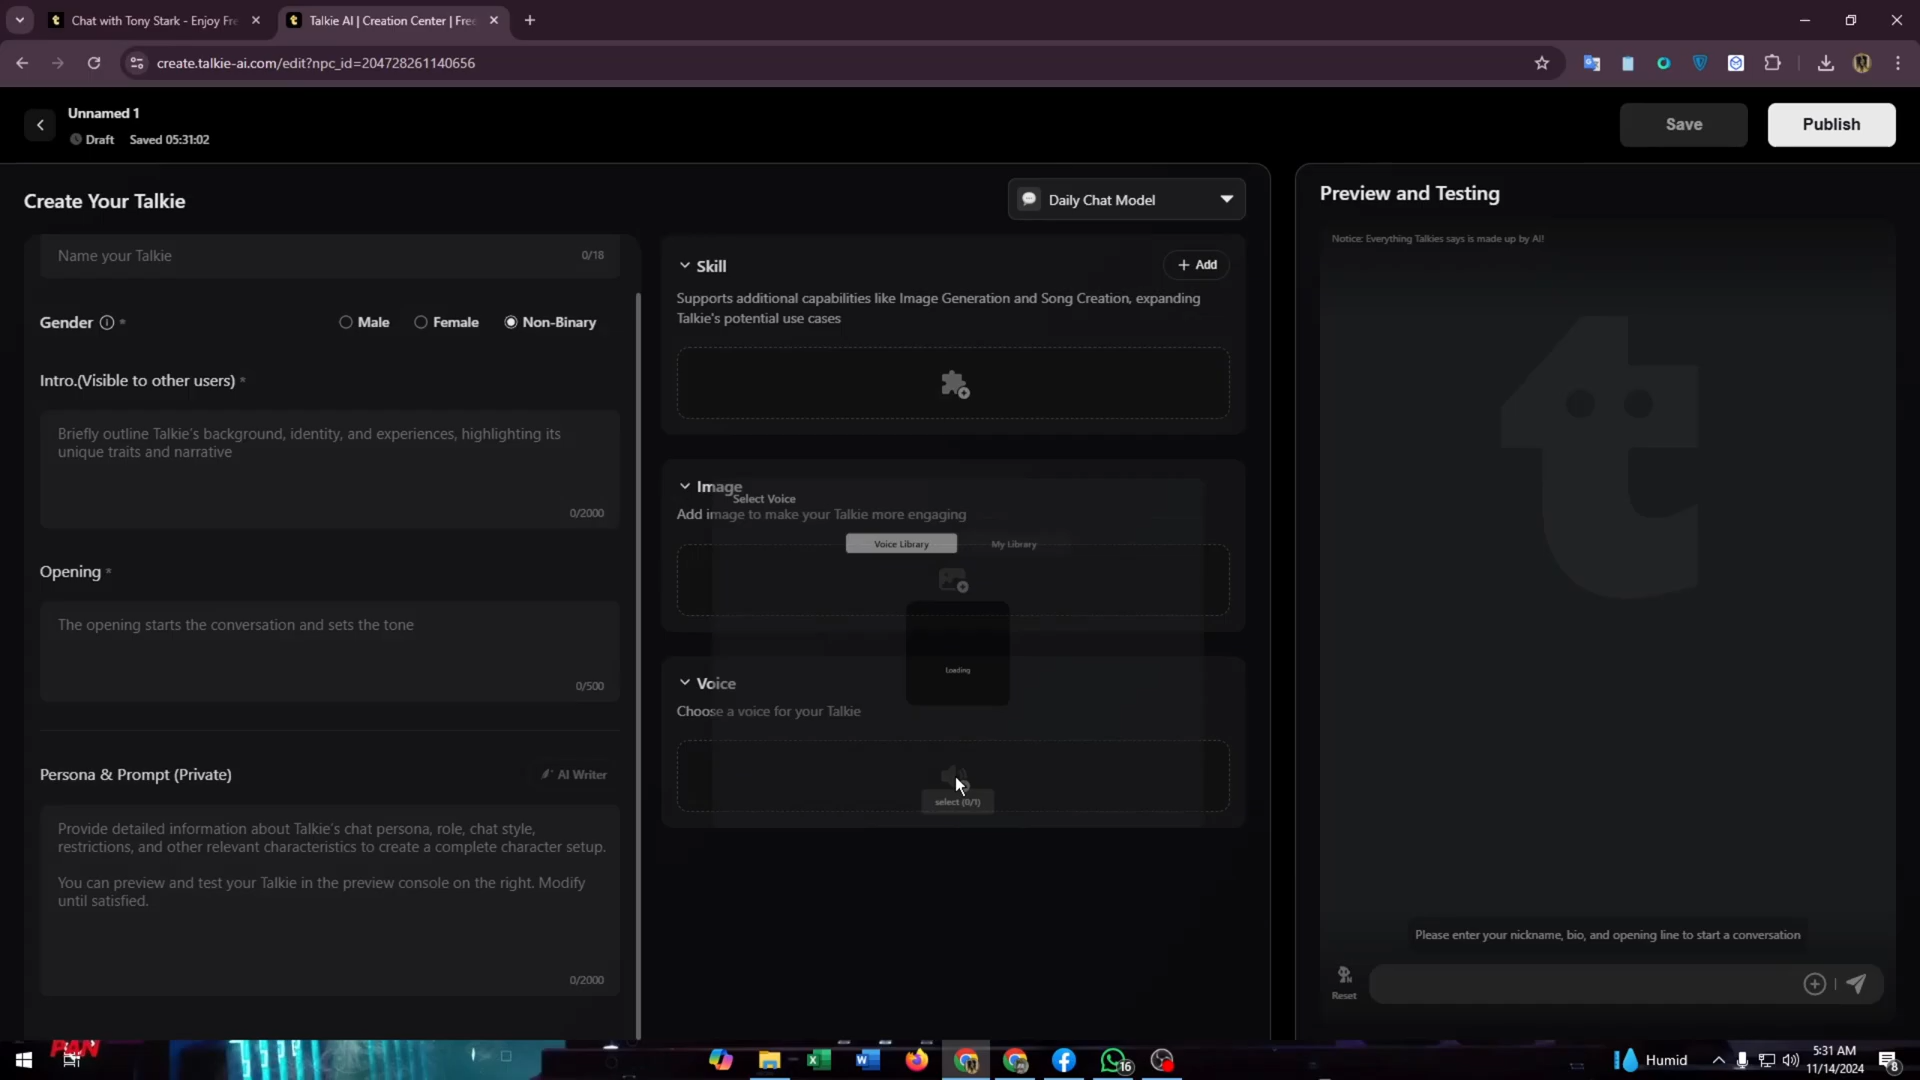 Chat with Tony Stark - Enjoy Fre
Talkie AI | Creation Center | Free
create.talkie-ai.com/edit?npc_id=204728261140656
Unnamed 1
Draft Saved 05:31:02
Save
Publish
Create Your Talkie
Daily Chat Model
Preview and Testing
Notice: Everything Talkies says is made up by AI!
Name your Talkie
0/18
Gender *
Male
Female
Non-Binary
Intro.(Visible to other users) *
Briefly outline Talkie's background, identity, and experiences, highlighting its
unique traits and narrative
0/2000
Opening *
The opening starts the conversation and sets the tone
0/500
Persona & Prompt (Private)
AI Writer
Provide detailed information about Talkie's chat persona, role, chat style,
restrictions, and other relevant characteristics to create a complete character setup.
You can preview and test your Talkie in the preview console on the right. Modify
until satisfied.
0/2000
Skill
+ Add
Supports additional capabilities like Image Generation and Song Creation, expanding
Talkie's potential use cases
Image
Select Voice
Add image to make your Talkie more engaging
Voice Library
My Library
Loading
Voice
Choose a voice for your Talkie
select (0/1)
Please enter your nickname, bio, and opening line to start a conversation
Reset
PAN
16
Humid
5:31 AM
11/14/2024
8